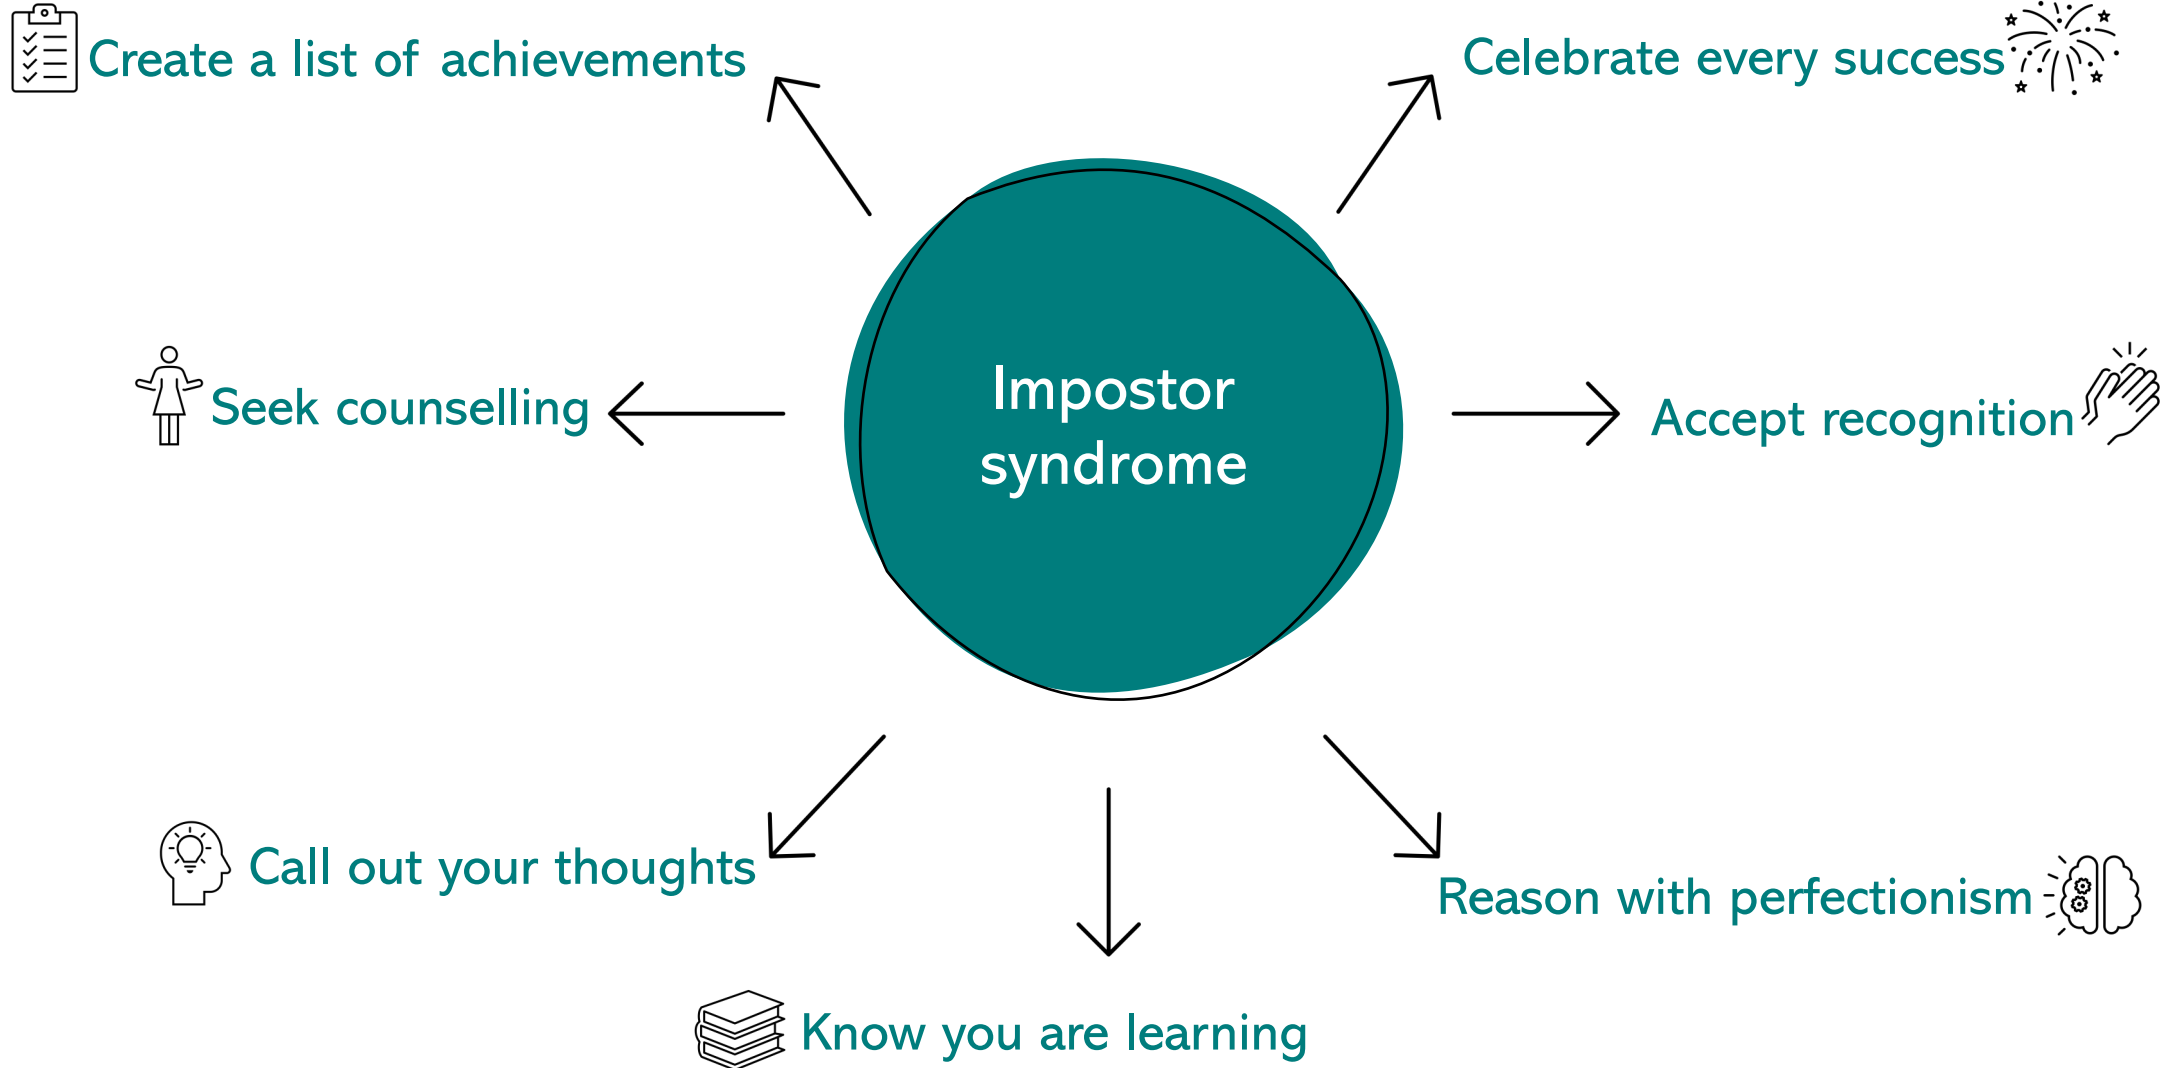 Create a list of achievements
Celebrate every success
Impostor
syndrome
Seek counselling
Accept recognition
Call out your thoughts
Reason with perfectionism
Know you are learning